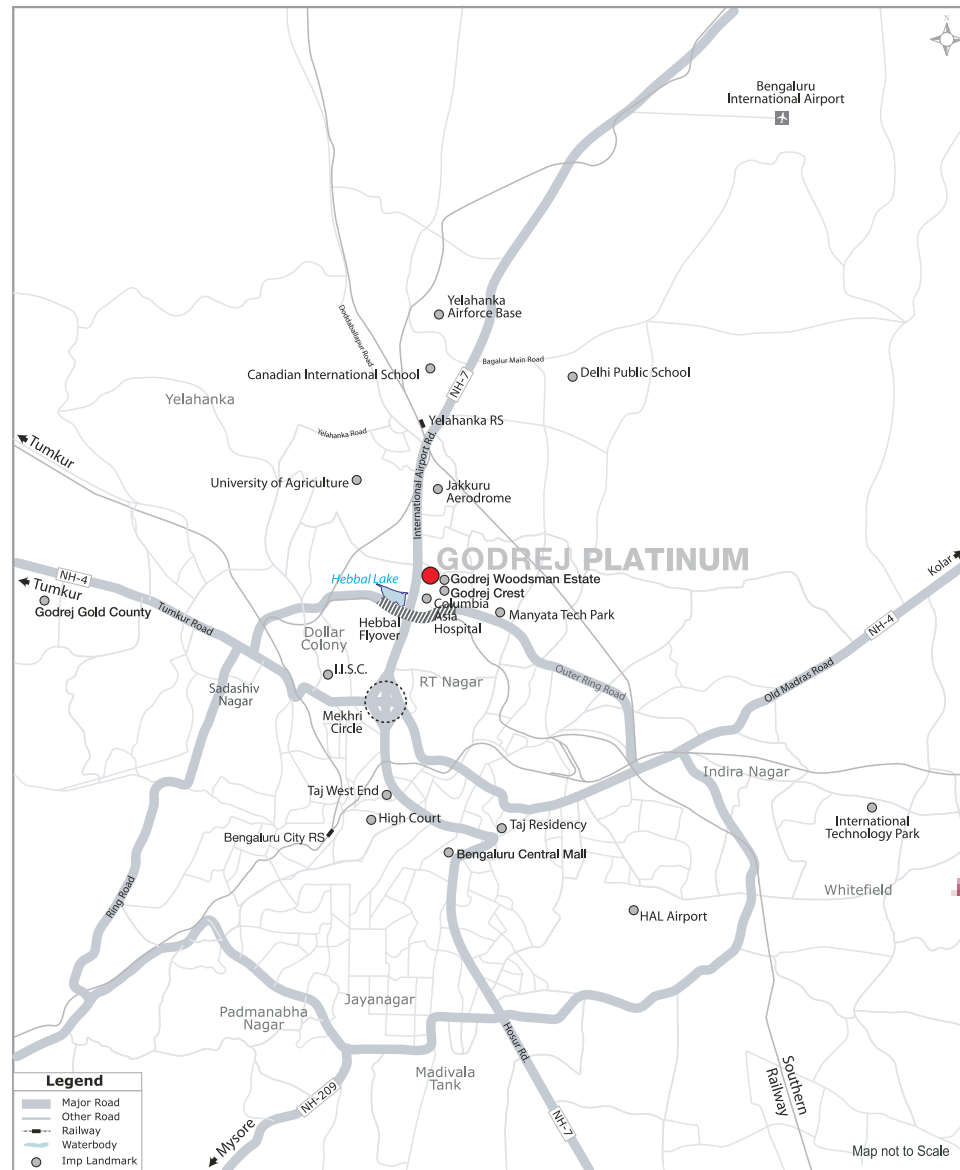 N
Bengaluru
International Airport
Yelahanka
Airforce Base
Doddaballapur Road
Bagalur Main Road
Canadian International School
Delhi Public School
NH-7
Yelahanka
Yelahanka RS
Yelahanka Road
Tumkur
International Airport Rd.
University of Agriculture
Jakkuru
Aerodrome
GODREJ PLATINUM
Kolar
NH-4
Hebbal Lake
Godrej Woodsman Estate
Tumkur
Godrej Crest
Godrej Gold County
Columbia
Asia
Hospital
Manyata Tech Park
Tumkur Road
Hebbal
Flyover
NH-4
Dollar
Colony
I.I.S.C.
RT Nagar
Outer Ring Road
Old Madras Road
Sadashiv
Nagar
Mekhri
Circle
Indira Nagar
Taj West End
High Court
Taj Residency
International
Technology Park
Bengaluru City RS
Bengaluru Central Mall
Ring Road
Whitefield
HAL Airport
Jayanagar
Padmanabha
Nagar
Hosur Rd.
Madivala
Tank
Southern
Railway
NH-209
NH-7
Mysore
Legend
Major Road
Other Road
Railway
Waterbody
Imp Landmark
Map not to Scale